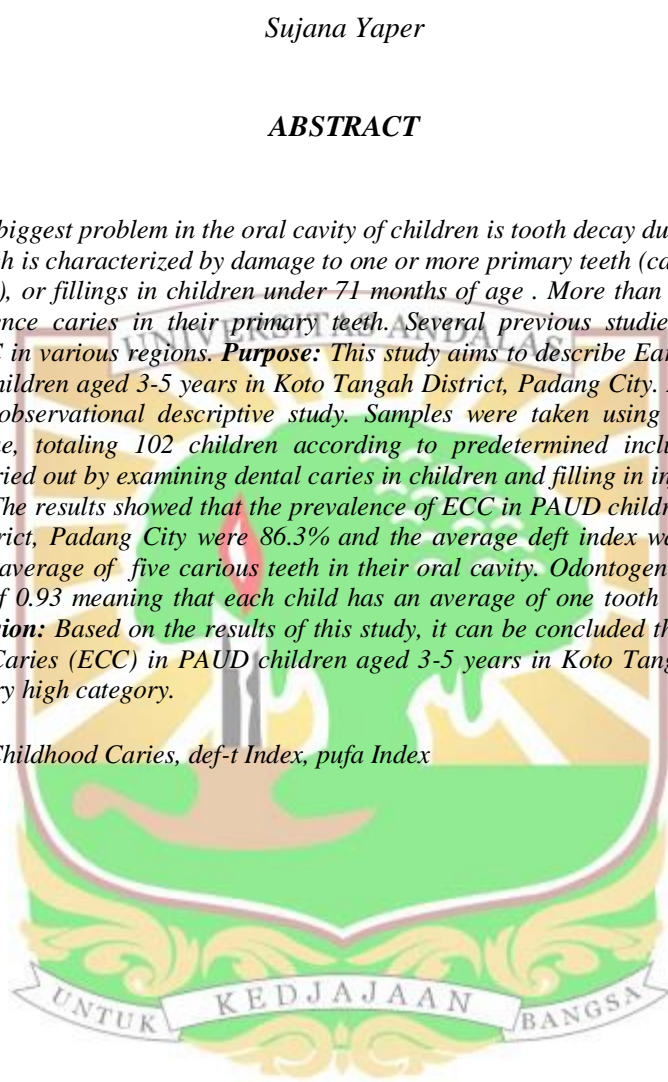 Sujana Yaper
ABSTRACT
biggest problem in the oral cavity of children is tooth decay du
h is characterized by damage to one or more primary teeth (ca
), or fillings in children under 71 months of age . More than
ence caries in their primary teeth. Several previous studie
C in various regions. Purpose: This study aims to describe Ear
hildren aged 3-5 years in Koto Tangah District, Padang City.
observational descriptive study. Samples were taken using
ue, totaling 102 children according to predetermined inclu
ried out by examining dental caries in children and filling in in
The results showed that the prevalence of ECC in PAUD childr
rict, Padang City were 86.3% and the average deft index wa
average of five carious teeth in their oral cavity. Odontogen
of 0.93 meaning that each child has an average of one tooth
ion: Based on the results of this study, it can be concluded th
Caries (ECC) in PAUD children aged 3-5 years in Koto Tang
ry high category.
Childhood Caries, def-t Index, pufa Index
UNIVERSITAS ANDALAS
UNTUK KEDJAJAAN BANGSA